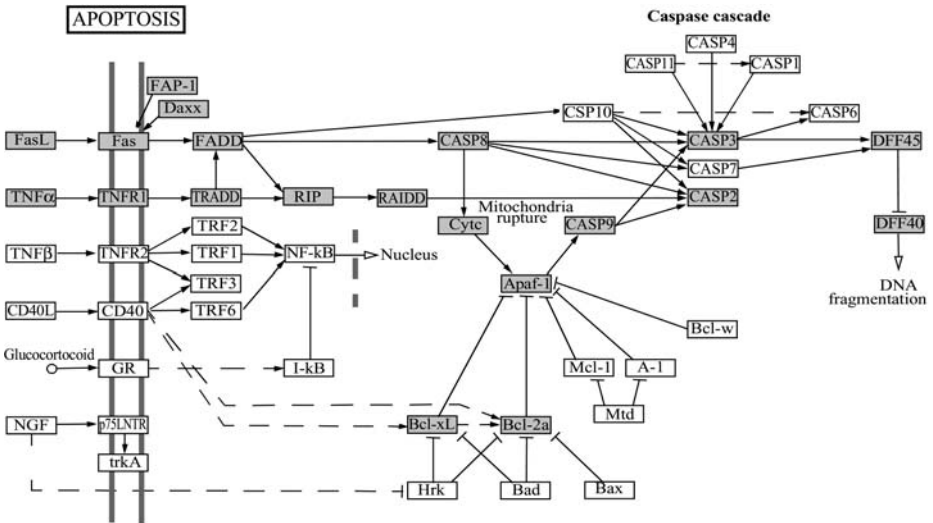 APOPTOSIS
Caspase cascade
CASP4
CASP11
CASP1
FAP-1
Daxx
CSP10
CASP6
FasL
Fas
FADD
CASP8
CASP3
DFF45
CASP7
TNFα
TNFR1
TRADD
RIP
RAIDD
CASP2
Mitochondria
rupture
TRF2
Cytc
CASP9
DFF40
TNFβ
TNFR2
TRF1
NF-kB
Nucleus
TRF3
Apaf-1
DNA
fragmentation
CD40L
CD40
TRF6
Bcl-w
Glucocortocoid
GR
I-kB
Mcl-1
A-1
Mtd
NGF
p75LNTR
Bcl-xL
Bcl-2a
trkA
Hrk
Bad
Bax